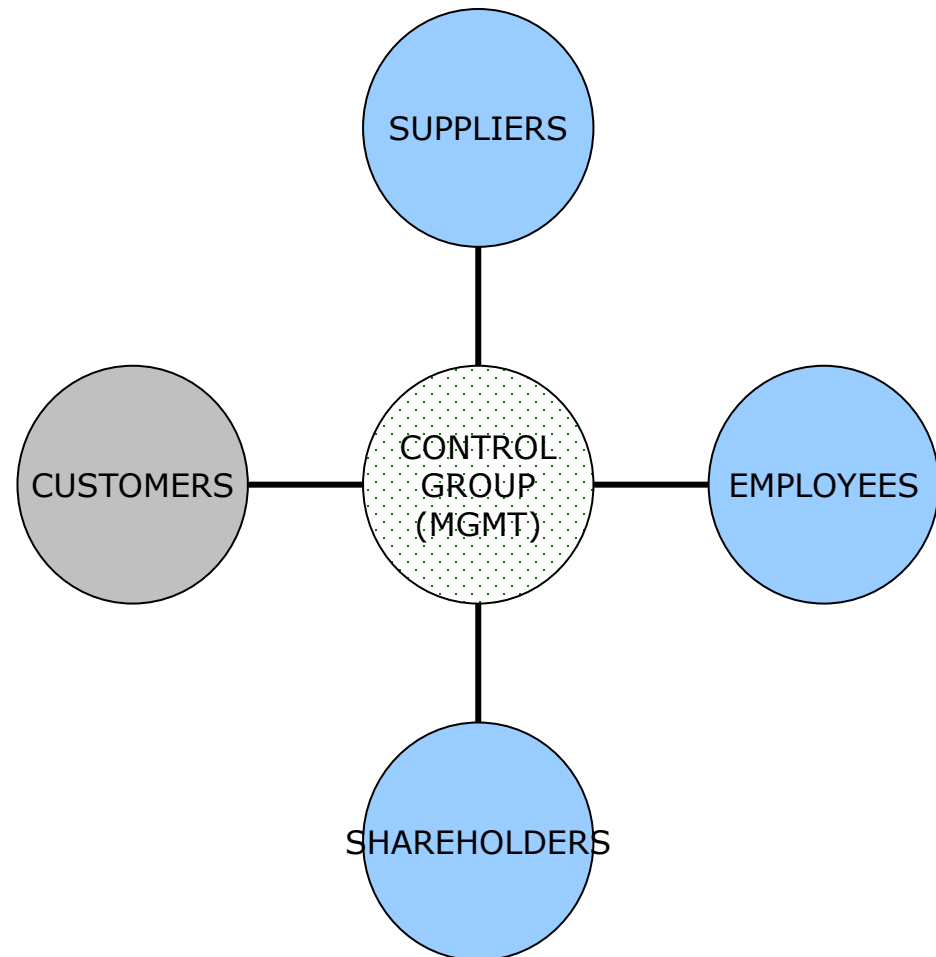 SUPPLIERS
CUSTOMERS
CONTROL
GROUP
(MGMT)
EMPLOYEES
SHAREHOLDERS